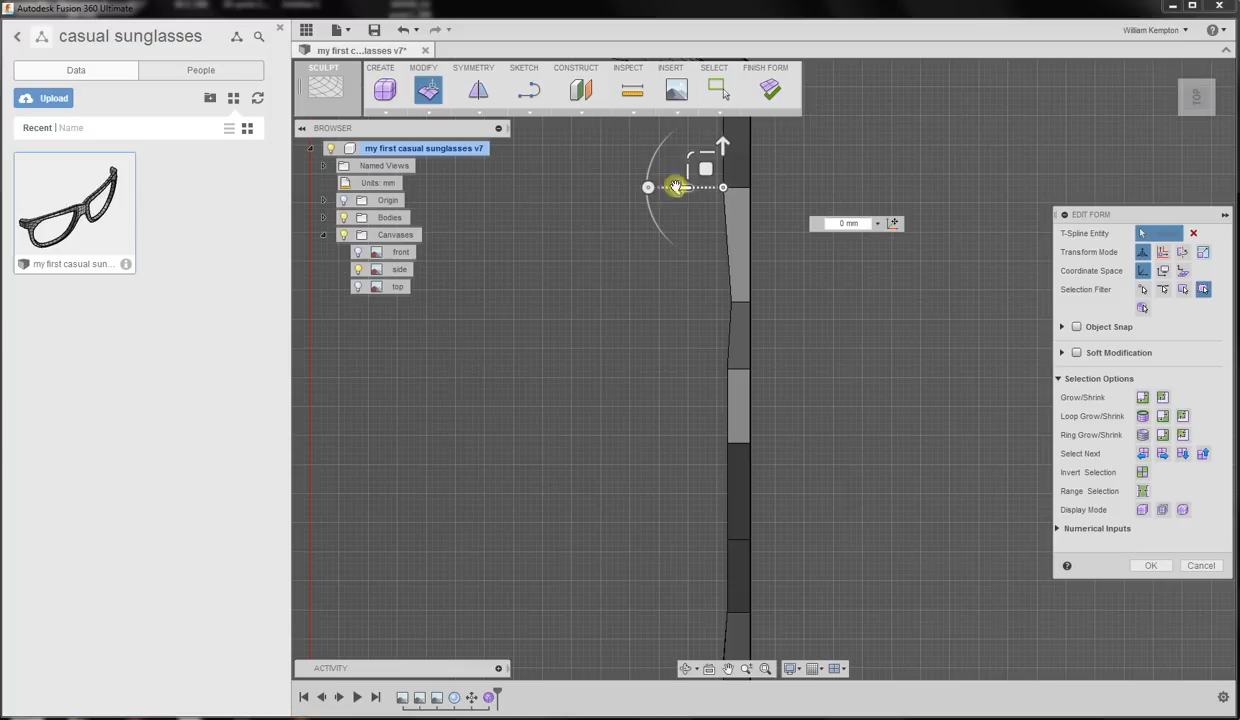 Autodesk Fusion 360 Ultimate
casual sunglasses
William Kempton
my first c...lasses v7*
Data
People
SCULPT
CREATE
MODIFY
SYMMETRY
SKETCH
CONSTRUCT
INSPECT
INSERT
SELECT
FINISH FORM
Upload
TOP
Recent | Name
BROWSER
my first casual sunglasses v7
Named Views
Units: mm
Origin
Bodies
Canvases
front
side
top
my first casual sun...
0 mm
EDIT FORM
T-Spline Entity
Transform Mode
Coordinate Space
Selection Filter
Object Snap
Soft Modification
Selection Options
Grow/Shrink
Loop Grow/Shrink
Ring Grow/Shrink
Select Next
Invert Selection
Range Selection
Display Mode
Numerical Inputs
OK
Cancel
ACTIVITY